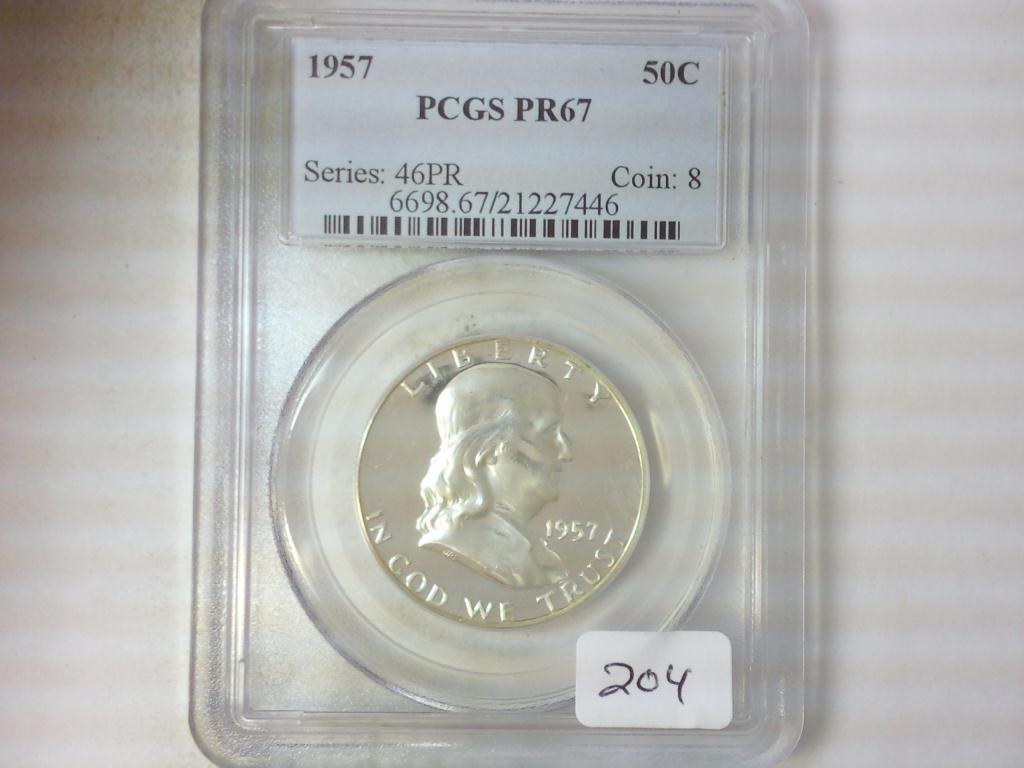 1957 50C
PCGS PR67
Series: 46PR Coin: 8
6698.67/21227446
LIBERTY
1957
IN GOD WE TRUST
204